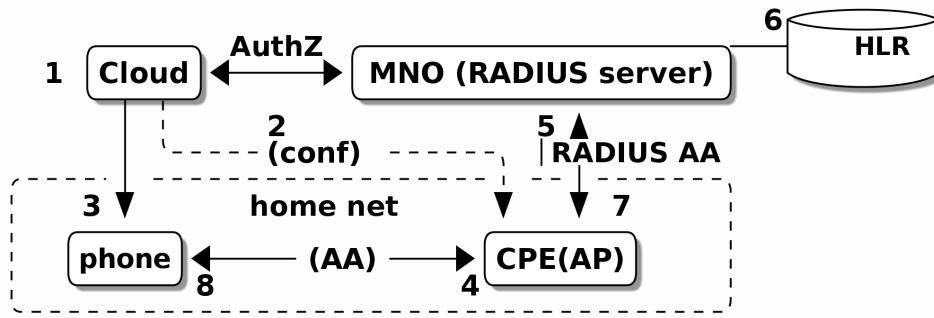 6
HLR
AuthZ
1
Cloud
MNO (RADIUS server)
2
(conf)
5
RADIUS AA
3
home net
7
phone
(AA)
CPE(AP)
8
4